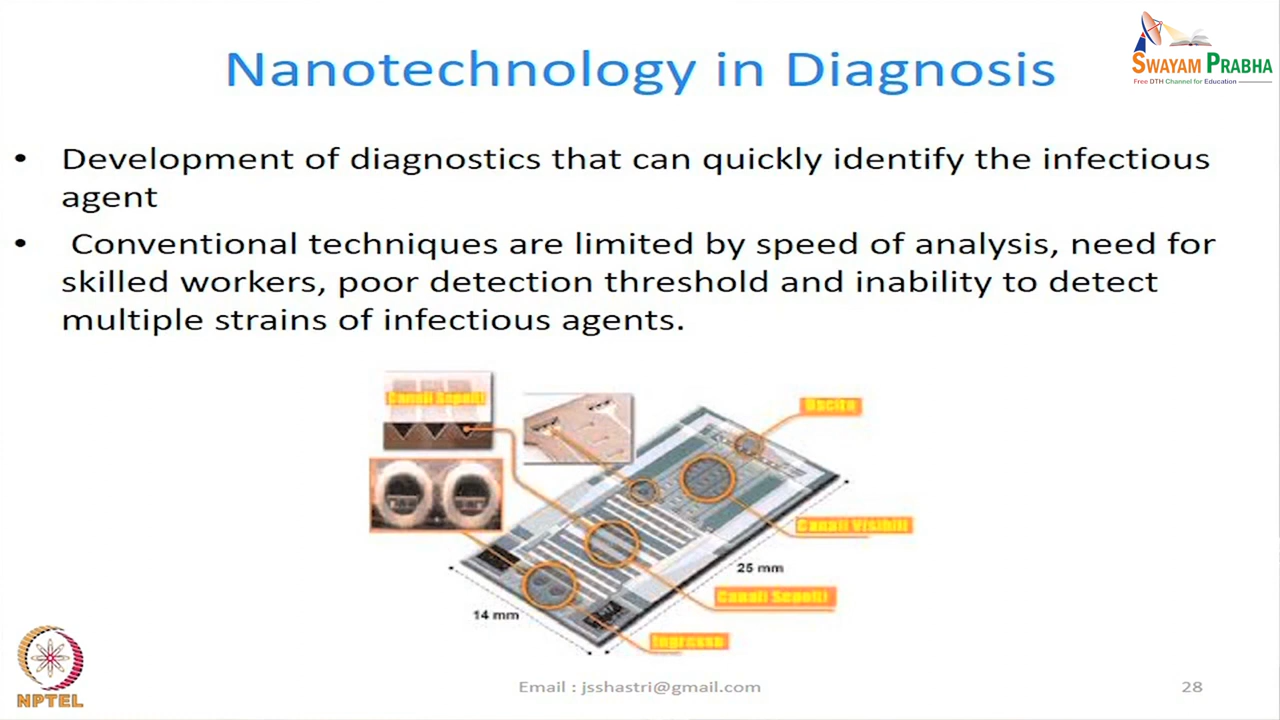 Nanotechnology in Diagnosis
SWAYAM PRABHA
Free DTH Channel for Education
• Development of diagnostics that can quickly identify the infectious
agent
• Conventional techniques are limited by speed of analysis, need for
skilled workers, poor detection threshold and inability to detect
multiple strains of infectious agents.
Canali Sepolti
Uscita
Canali Visibili
25 mm
Canali Sepolti
14 mm
Ingresso
Email : jsshastri@gmail.com
28
NPTEL